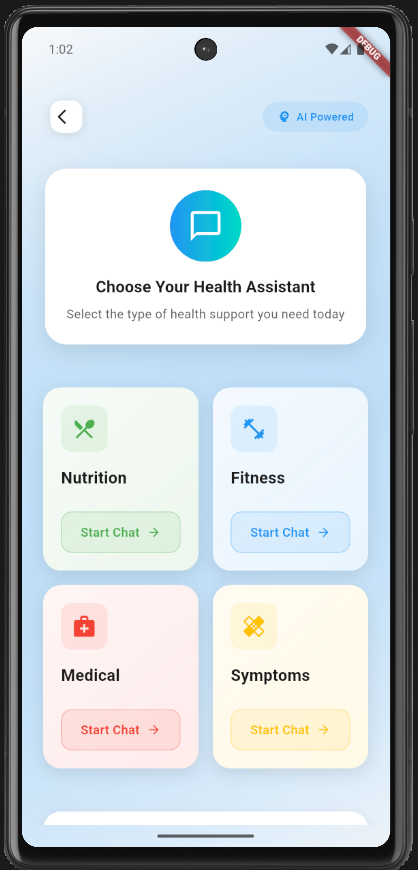 1:02
DEBUG
AI Powered
Choose Your Health Assistant
Select the type of health support you need today
Nutrition
Fitness
Start Chat
Start Chat
Medical
Symptoms
Start Chat
Start Chat